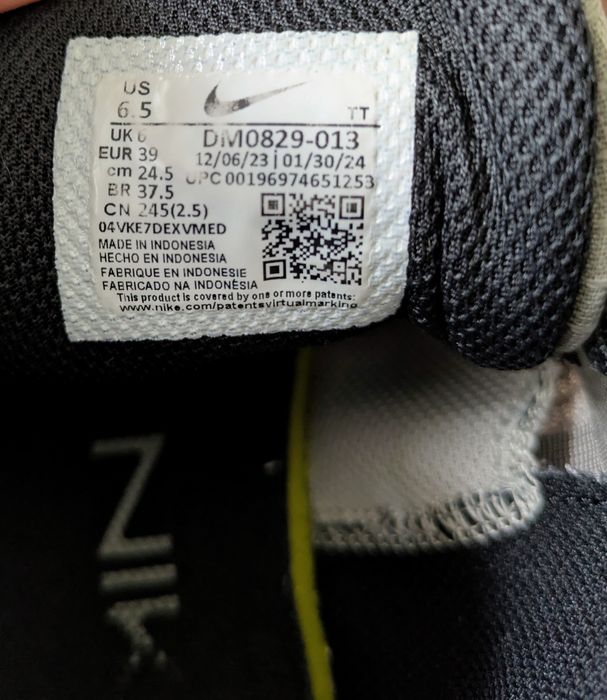 US
6.5
TT
UK 6
EUR 39
cm 24.5
BR 37.5
CN 245(2.5)
DM0829-013
12/06/23 | 01/30/24
UPC 00196974651253
04VKE7DEXVMED
MADE IN INDONESIA
HECHO EN INDONESIA
FABRIQUE EN INDONESIE
FABRICADO NA INDONÉSIA
This product is covered by one or more patents:
www.nike.com/patentsvirtualmarking
NIK